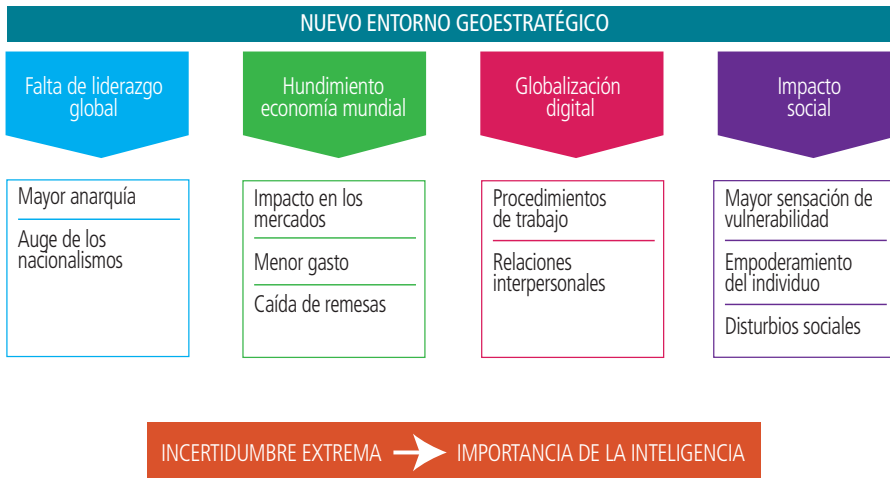 NUEVO ENTORNO GEOESTRATÉGICO
Falta de liderazgo
global
Mayor anarquía
Auge de los
nacionalismos
Hundimiento
economía mundial
Impacto en los
mercados
Menor gasto
Caída de remesas
Globalización
digital
Procedimientos
de trabajo
Relaciones
interpersonales
Impacto
social
Mayor sensación de
vulnerabilidad
Empoderamiento
del individuo
Disturbios sociales
INCERTIDUMBRE EXTREMA IMPORTANCIA DE LA INTELIGENCIA